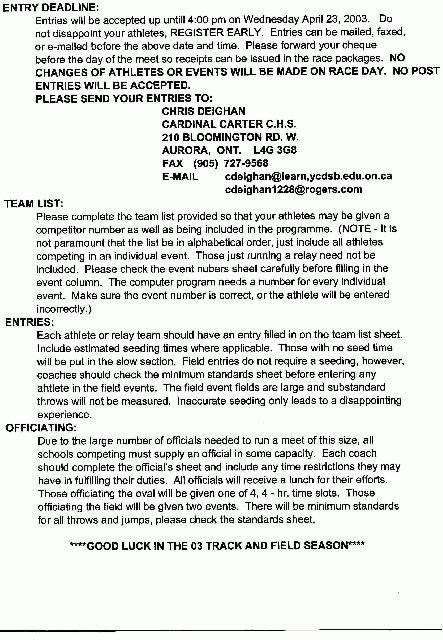 ENTRY DEADLINE:
Entries will be accepted up untill 4:00 pm on Wednesday April 23, 2003. Do
not disappoint your athletes, REGISTER EARLY. Entries can be mailed, faxed,
or e-mailed before the above date and time. Please forward your cheque
before the day of the meet so receipts can be issued in the race packages. NO
CHANGES OF ATHLETES OR EVENTS WILL BE MADE ON RACE DAY. NO POST
ENTRIES WILL BE ACCEPTED.
PLEASE SEND YOUR ENTRIES TO:
CHRIS DEIGHAN
CARDINAL CARTER C.H.S.
210 BLOOMINGTON RD. W.
AURORA, ONT. L4G 3G8
FAX (905) 727-9568
E-MAIL cdeighan@learn,ycdsb.edu.on.ca
cdeighan1228@rogers.com
TEAM LIST:
Please complete the team list provided so that your athletes may be given a
competitor number as well as being included in the programme. (NOTE - It is
not paramount that the list be in alphabetical order, just include all athletes
competing in an individual event. Those just running a relay need not be
included. Please check the event nubers sheet carefully before filling in the
event column. The computer program needs a number for every individual
event. Make sure the event number is correct, or the athlete will be entered
incorrectly.)
ENTRIES:
Each athlete or relay team should have an entry filled in on the team list sheet.
Include estimated seeding times where applicable. Those with no seed time
will be put in the slow section. Field entries do not require a seeding, however,
coaches should check the minimum standards sheet before entering any
ahtlete in the field events. The field event fields are large and substandard
throws will not be measured. Inaccurate seeding only leads to a disappointing
experience.
OFFICIATING:
Due to the large number of officials needed to run a meet of this size, all
schools competing must supply an official in some capacity. Each coach
should complete the official's sheet and include any time restrictions they may
have in fulfilling their duties. All officials will receive a lunch for their efforts.
Those officiating the oval will be given one of 4, 4 - hr. time slots. Those
officiating the field will be given two events. There will be minimum standards
for all throws and jumps, please check the standards sheet.
****GOOD LUCK IN THE 03 TRACK AND FIELD SEASON****